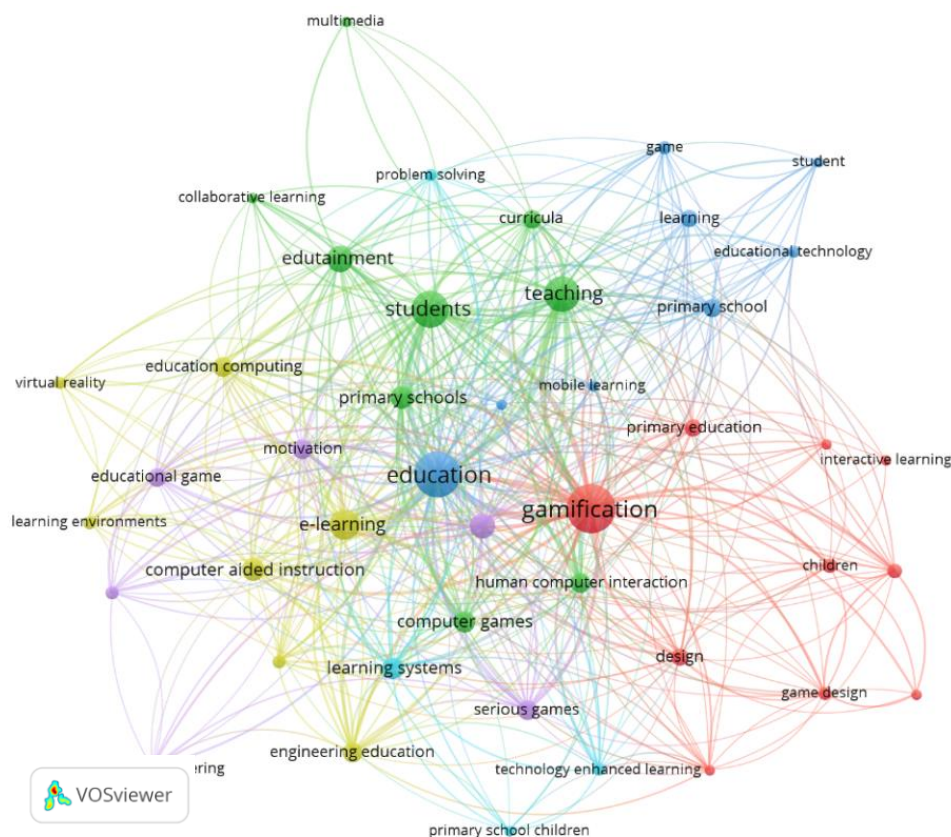 multimedia
game
student
problem solving
collaborative learning
curricula
learning
edutainment
educational technology
students
teaching
primary school
education computing
virtual reality
mobile learning
primary schools
primary education
motivation
interactive learning
educational game
education
gamification
learning environments
e-learning
computer aided instruction
human computer interaction
children
computer games
design
learning systems
game design
serious games
engineering education
ering
technology enhanced learning
VOSviewer
primary school children